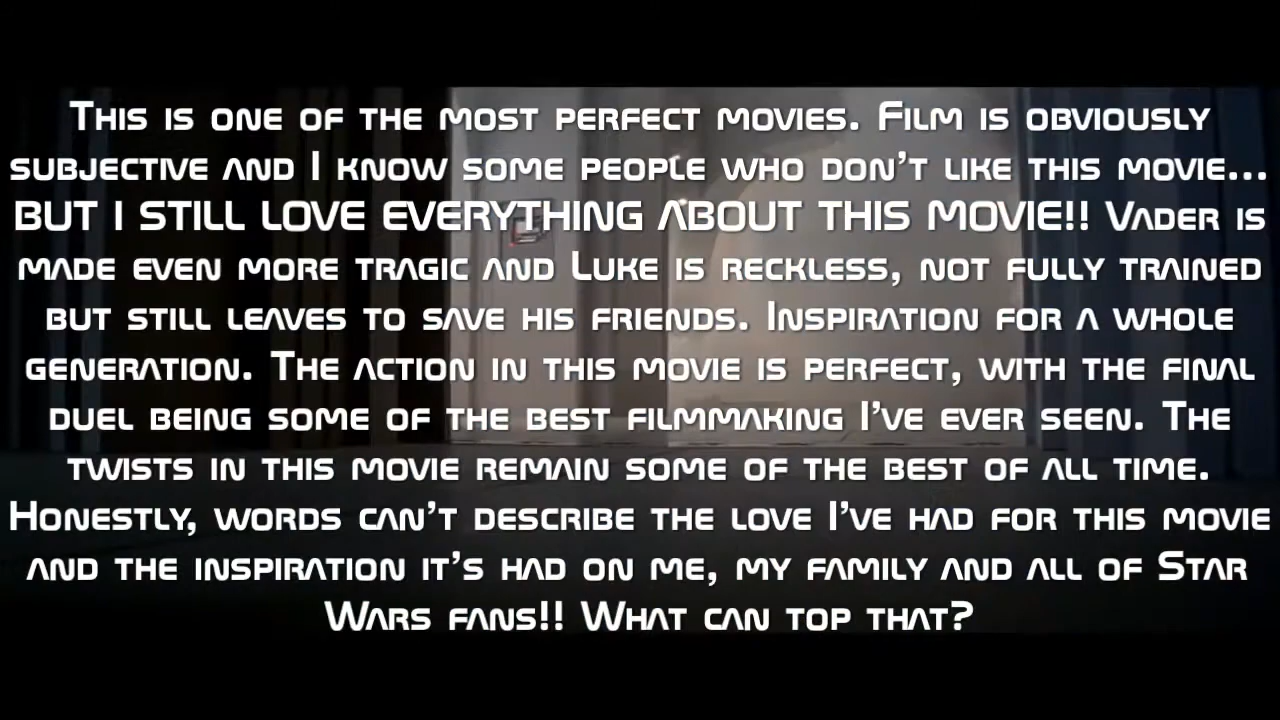 This is one of the most perfect movies. Film is obviously
subjective and I know some people who don't like this movie...
BUT I STILL LOVE EVERYTHING ABOUT THIS MOVIE!! Vader is
made even more tragic and Luke is reckless, not fully trained
but still leaves to save his friends. Inspiration for a whole
generation. The action in this movie is perfect, with the final
duel being some of the best filmmaking I've ever seen. The
twists in this movie remain some of the best of all time.
Honestly, words can't describe the love I've had for this movie
and the inspiration it's had on me, my family and all of Star
Wars fans!! What can top that?